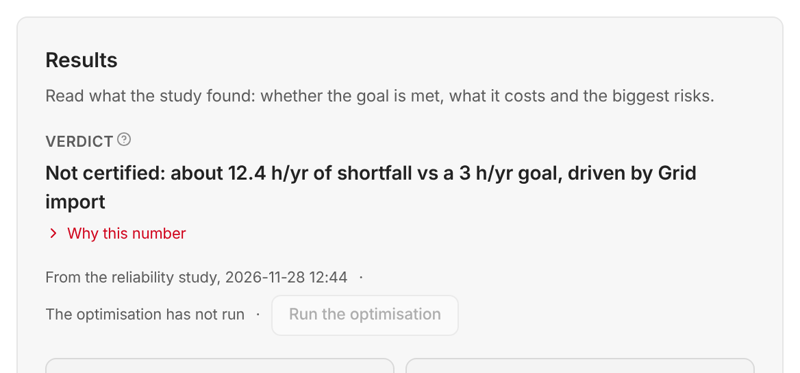 Results
Read what the study found: whether the goal is met, what it costs and the biggest risks.
VERDICT ?
Not certified: about 12.4 h/yr of shortfall vs a 3 h/yr goal, driven by Grid
import
Why this number
From the reliability study, 2026-11-28 12:44 ·
The optimisation has not run · Run the optimisation